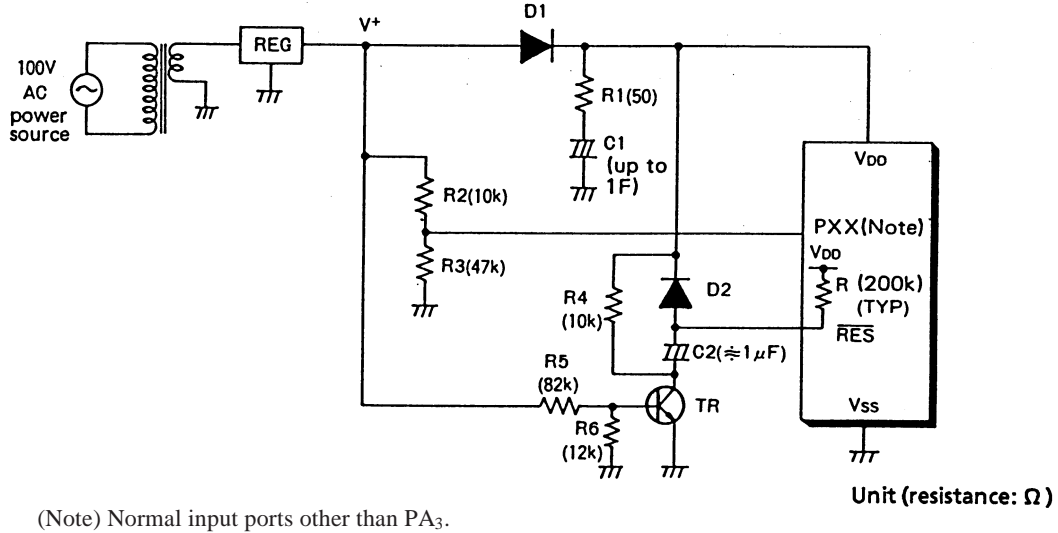 D1
V+
REG
100V
AC
power
source
R1(50)
C1
(up to
1F)
VDD
R2(10k)
PXX(Note)
VDD
R3(47k)
R (200k)
(TYP)
D2
R4
(10k)
RES
C2(≒1μF)
R5
(82k)
TR
R6
(12k)
VSS
Unit (resistance: Ω)
(Note) Normal input ports other than PA3.